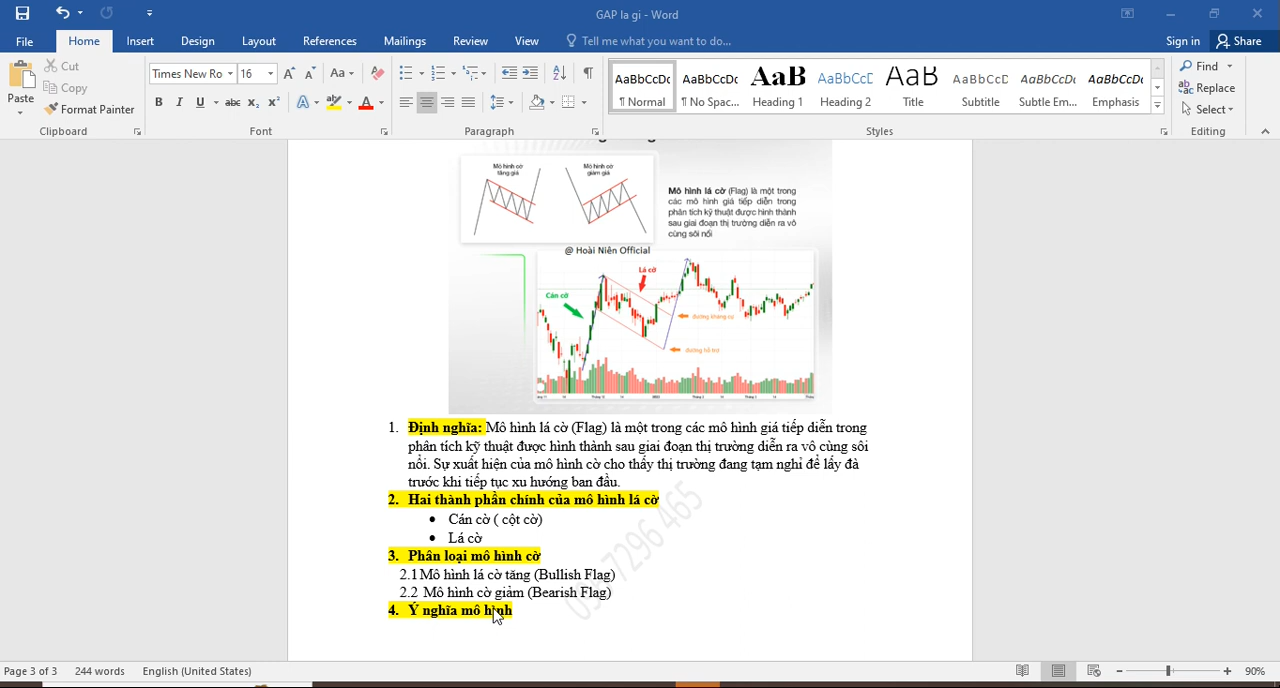 GAP la gi - Word
File Home Insert Design Layout References Mailings Review View Tell me what you want to do... Sign in Share
Paste Cut Copy Format Painter
Times New Ro 16
AaBbCcDc AaBbCcDc AaB AaBbCcC AaB AaBbCcC AaBbCcDc AaBbCcDc
¶ Normal ¶ No Spac... Heading 1 Heading 2 Title Subtitle Subtle Em... Emphasis
Find Replace Select
Clipboard Font Paragraph Styles Editing
Mô hình cờ
tăng giá
Mô hình cờ
giảm giá
Mô hình lá cờ (Flag) là một trong
các mô hình giá tiếp diễn trong
phân tích kỹ thuật được hình thành
sau giai đoạn thị trường diễn ra vô
cùng sôi nổi
@ Hoài Niên Official
Lá cờ
Cán cờ
đường kháng cự
đường hỗ trợ
1. Định nghĩa: Mô hình lá cờ (Flag) là một trong các mô hình giá tiếp diễn trong
phân tích kỹ thuật được hình thành sau giai đoạn thị trường diễn ra vô cùng sôi
nổi. Sự xuất hiện của mô hình cờ cho thấy thị trường đang tạm nghỉ để lấy đà
trước khi tiếp tục xu hướng ban đầu.
2. Hai thành phần chính của mô hình lá cờ
• Cán cờ ( cột cờ)
• Lá cờ
3. Phân loại mô hình cờ
2.1 Mô hình lá cờ tăng (Bullish Flag)
2.2 Mô hình cờ giảm (Bearish Flag)
4. Ý nghĩa mô hình
Page 3 of 3 244 words English (United States) 90%